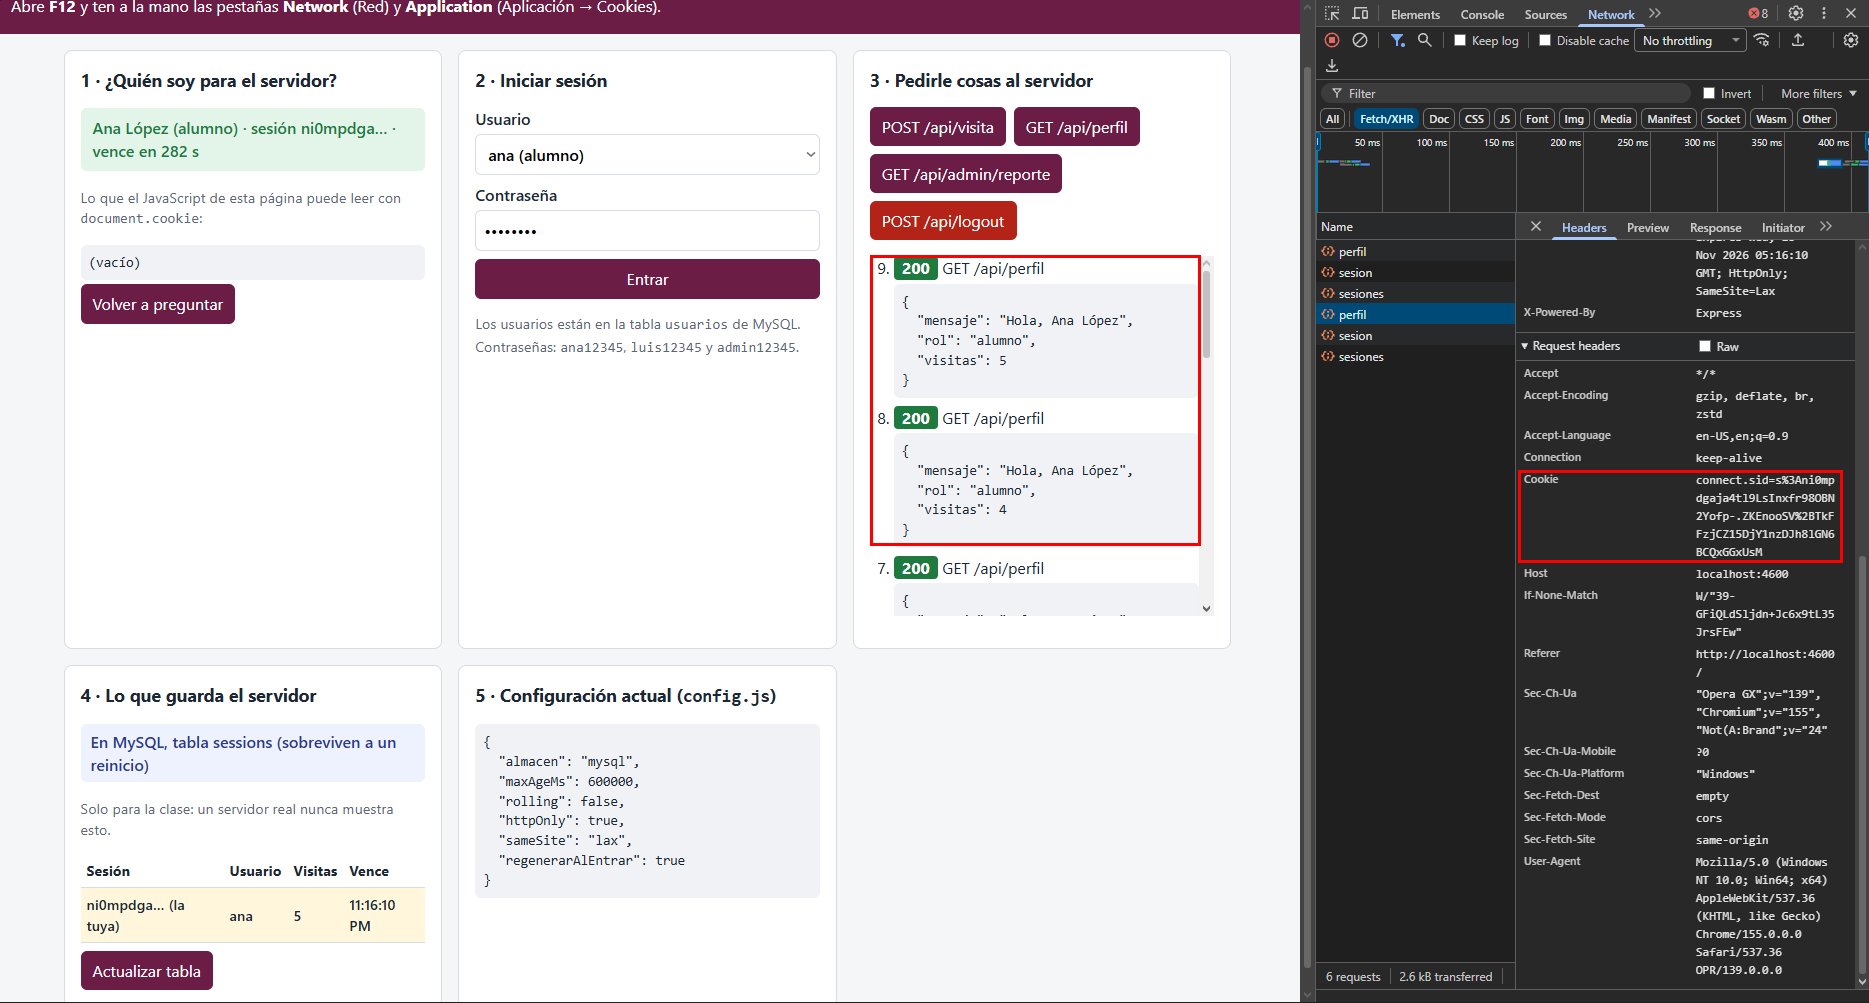 Abre F12 y ten a la mano las pestañas Network (Red) y Application (Aplicación → Cookies).
1 · ¿Quién soy para el servidor?
Ana López (alumno) · sesión ni0mpdga... ·
vence en 282 s
Lo que el JavaScript de esta página puede leer con
document.cookie:
(vacío)
Volver a preguntar
2 · Iniciar sesión
Usuario
ana (alumno)
Contraseña
••••••••
Entrar
Los usuarios están en la tabla usuarios de MySQL.
Contraseñas: ana12345, luis12345 y admin12345.
3 · Pedirle cosas al servidor
POST /api/visita
GET /api/perfil
GET /api/admin/reporte
POST /api/logout
9. 200 GET /api/perfil
{
"mensaje": "Hola, Ana López",
"rol": "alumno",
"visitas": 5
}
8. 200 GET /api/perfil
{
"mensaje": "Hola, Ana López",
"rol": "alumno",
"visitas": 4
}
7. 200 GET /api/perfil
{
4 · Lo que guarda el servidor
En MySQL, tabla sessions (sobreviven a un
reinicio)
Solo para la clase: un servidor real nunca muestra
esto.
Sesión Usuario Visitas Vence
ni0mpdga... (la
tuya)
ana
5
11:16:10
PM
Actualizar tabla
5 · Configuración actual (config.js)
{
"almacen": "mysql",
"maxAgeMs": 600000,
"rolling": false,
"httpOnly": true,
"sameSite": "lax",
"regenerarAlEntrar": true
}
Elements Console Sources Network 8
Keep log Disable cache No throttling
Filter Invert More filters
All Fetch/XHR Doc CSS JS Font Img Media Manifest Socket Wasm Other
50 ms 100 ms 150 ms 200 ms 250 ms 300 ms 350 ms 400 ms
Name
perfil
sesion
sesiones
perfil
sesion
sesiones
Headers Preview Response Initiator
Nov 2026 05:16:10
GMT; HttpOnly;
SameSite=Lax
X-Powered-By Express
Request headers Raw
Accept */*
Accept-Encoding gzip, deflate, br,
zstd
Accept-Language en-US,en;q=0.9
Connection keep-alive
Cookie connect.sid=s%3Ani0mp
dgaja4tl9LsInxfr98OBN
2Yofp-.ZKEnooSV%2BTkF
FzjCZ15DjY1nzDJh81GN6
BCQxGGxUsM
Host localhost:4600
If-None-Match W/"39-
GFiQLdSljdn+Jc6x9tL35
JrsFEw"
Referer http://localhost:4600
/
Sec-Ch-Ua "Opera GX";v="139",
"Chromium";v="155",
"Not(A:Brand";v="24"
Sec-Ch-Ua-Mobile ?0
Sec-Ch-Ua-Platform "Windows"
Sec-Fetch-Dest empty
Sec-Fetch-Mode cors
Sec-Fetch-Site same-origin
User-Agent Mozilla/5.0 (Windows
NT 10.0; Win64; x64)
AppleWebKit/537.36
(KHTML, like Gecko)
Chrome/155.0.0.0
Safari/537.36
OPR/139.0.0.0
6 requests 2.6 kB transferred